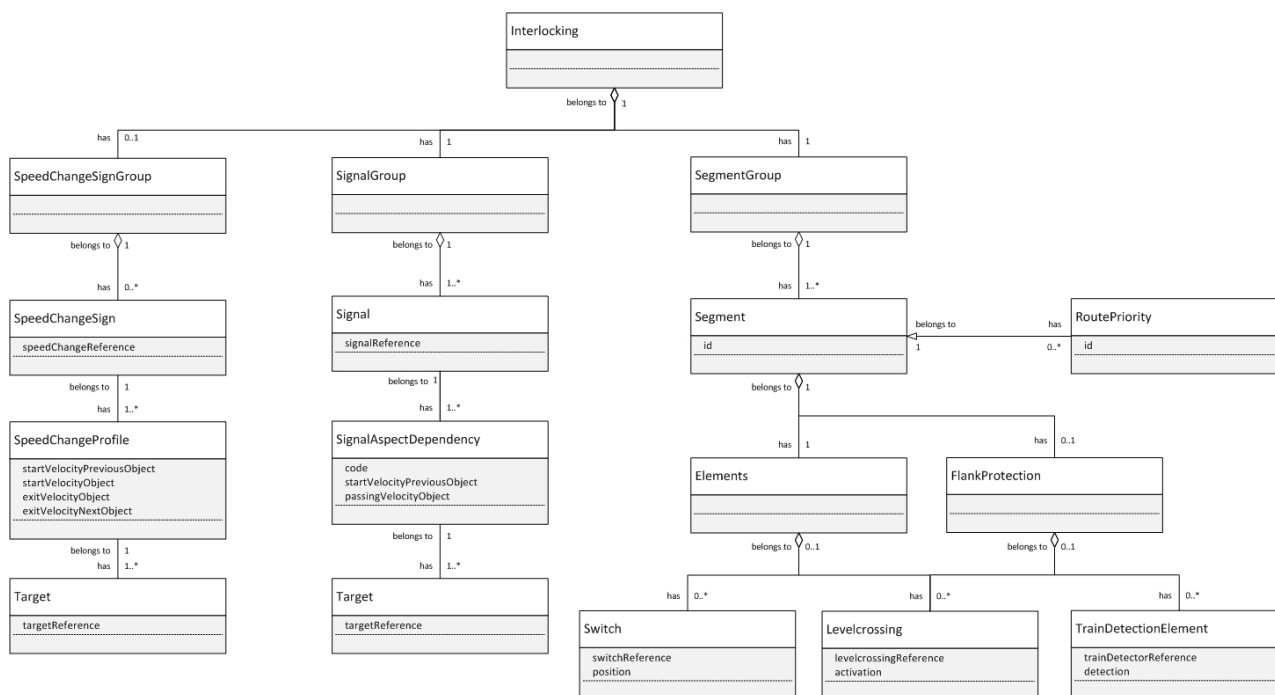 Interlocking
belongs to 1
has 0..1
has 1
has 1
SpeedChangeSignGroup
SignalGroup
SegmentGroup
belongs to 1
belongs to 1
belongs to 1
has 0..*
has 1..*
has 1..*
SpeedChangeSign
speedChangeReference
Signal
signalReference
Segment
id
belongs to
1
has
0..*
RoutePriority
id
belongs to 1
belongs to 1
belongs to 1
has 1..*
has 1..*
has 1
has 0..1
SpeedChangeProfile
startVelocityPreviousObject
startVelocityObject
exitVelocityObject
exitVelocityNextObject
SignalAspectDependency
code
startVelocityPreviousObject
passingVelocityObject
Elements
FlankProtection
belongs to 1
belongs to 1
belongs to 0..1
belongs to 0..1
has 1..*
has 1..*
has 0..*
has 0..*
has 0..*
Target
targetReference
Target
targetReference
Switch
switchReference
position
Levelcrossing
levelcrossingReference
activation
TrainDetectionElement
trainDetectorReference
detection